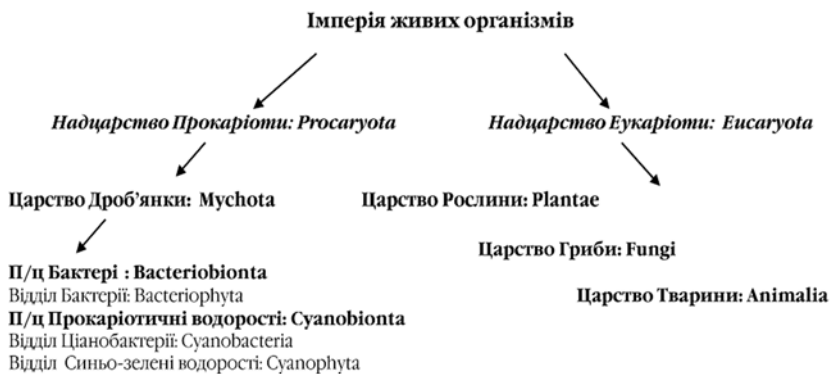 Імперія живих організмів
Надцарство Прокаріоти: Procaryota
Надцарство Еукаріоти: Eucaryota
Царство Дроб’янки: Mychota
Царство Рослини: Plantae
Царство Гриби: Fungi
П/ц Бактері : Bacteriobionta
Відділ Бактерії: Bacteriophyta
Царство Тварини: Animalia
П/ц Прокаріотичні водорості: Cyanobionta
Відділ Ціанобактерії: Cyanobacteria
Відділ Синьо-зелені водорості: Cyanophyta